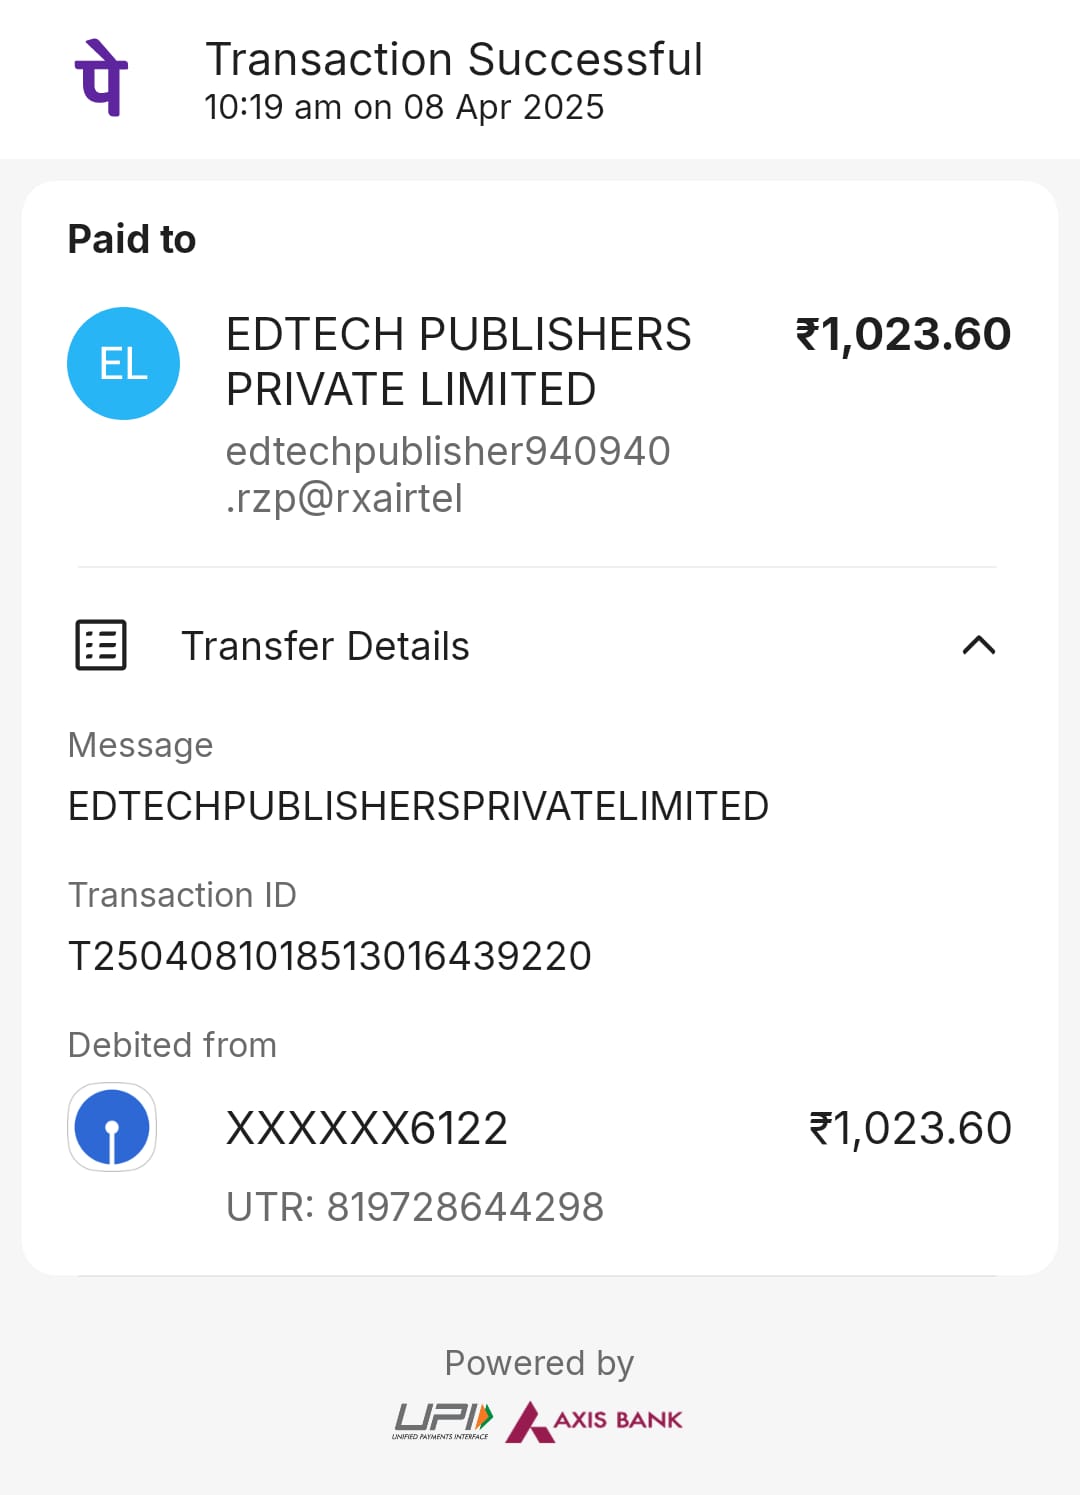 पे
Transaction Successful
10:19 am on 08 Apr 2025
Paid to
EL
EDTECH PUBLISHERS
PRIVATE LIMITED
₹1,023.60
edtechpublisher940940
.rzp@rxairtel
Transfer Details
Message
EDTECHPUBLISHERSPRIVATELIMITED
Transaction ID
T2504081018513016439220
Debited from
XXXXXX6122
₹1,023.60
UTR: 819728644298
Powered by
UPI
UNIFIED PAYMENTS INTERFACE
AXIS BANK